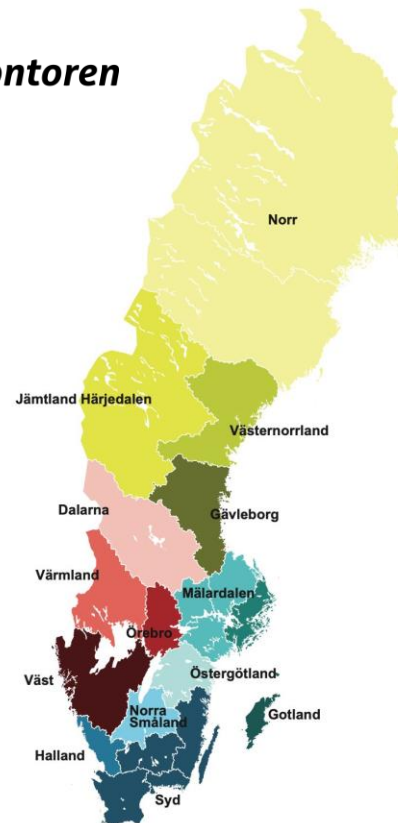 ontoren
Norr
Jämtland Härjedalen
Västernorrland
Dalarna
Gävleborg
Värmland
Mälardalen
Örebro
Väst
Östergötland
Norra
Småland
Gotland
Halland
Syd